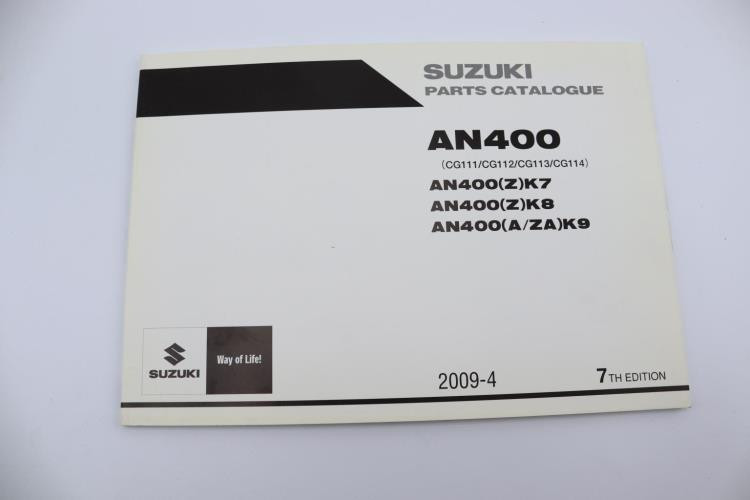 SUZUKI
PARTS CATALOGUE
AN400
(CG111/CG112/CG113/CG114)
AN400(Z)K7
AN400(Z)K8
AN400(A/ZA)K9
SUZUKI
Way of Life!
2009-4
7TH EDITION